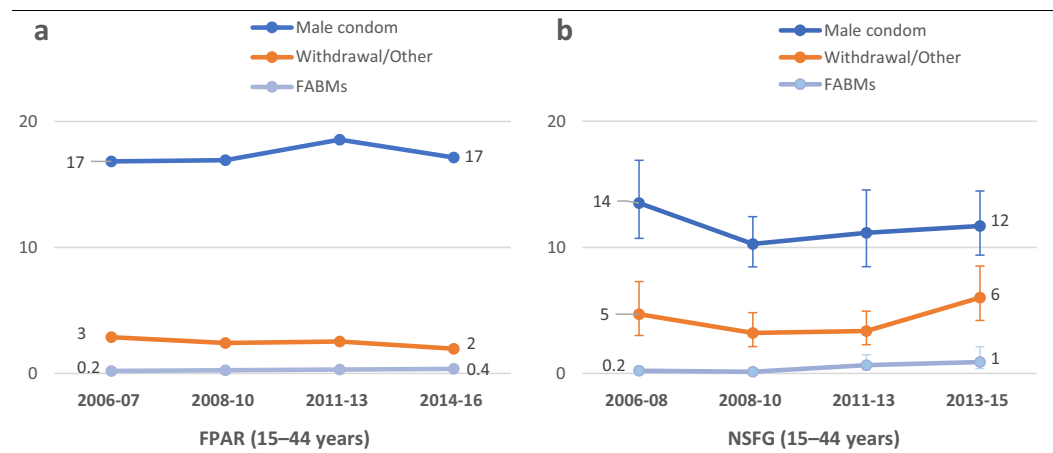 a
Male condom
Withdrawal/Other
FABMs
20
10
0
17
17
3
2
0.2
0.4
2006-07 2008-10 2011-13 2014-16
FPAR (15–44 years)
b
Male condom
Withdrawal/Other
FABMs
20
10
0
14
12
5
6
0.2
1
2006-08 2008-10 2011-13 2013-15
NSFG (15–44 years)